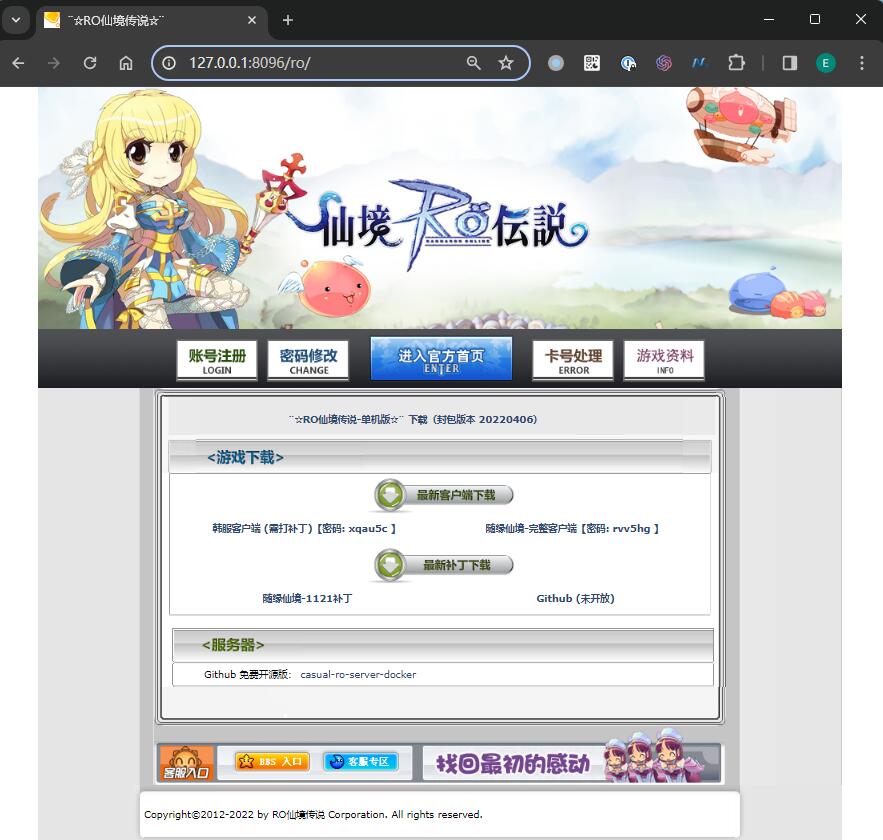 ¨☆RO仙境传说☆¨
127.0.0.1:8096/ro/
E
仙境RO伝説
RAGNAROK ONLINE
账号注册 密码修改 进入官方首页 卡号处理 游戏资料
LOGIN CHANGE ENTER ERROR INFO
¨☆RO仙境传说-单机版☆¨ 下载（封包版本 20220406）
<游戏下载>
最新客户端下载
韩服客户端 (需打补丁)【密码: xqau5c 】 随缘仙境-完整客户端【密码: rvv5hg 】
最新补丁下载
随缘仙境-1121补丁 Github (未开放)
<服务器>
Github 免费开源版: casual-ro-server-docker
客服入口 BBS 入口 客服专区 找回最初的感动
Copyright©2012-2022 by RO仙境传说 Corporation. All rights reserved.